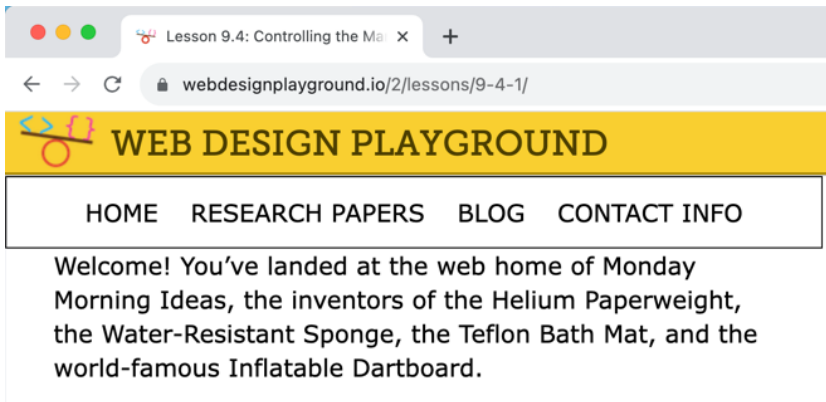 Lesson 9.4: Controlling the Ma
webdesignplayground.io/2/lessons/9-4-1/
< > { }
WEB DESIGN PLAYGROUND
HOME RESEARCH PAPERS BLOG CONTACT INFO
Welcome! You’ve landed at the web home of Monday
Morning Ideas, the inventors of the Helium Paperweight,
the Water-Resistant Sponge, the Teflon Bath Mat, and the
world-famous Inflatable Dartboard.